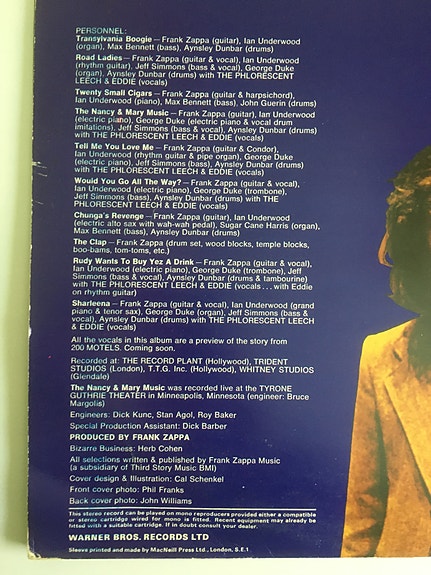 PERSONNEL:
Transylvania Boogie — Frank Zappa (guitar), Ian Underwood
(organ), Max Bennett (bass), Aynsley Dunbar (drums)
Road Ladies — Frank Zappa (guitar & vocal), Ian Underwood
(rhythm guitar), Jeff Simmons (bass & vocal), George Duke
(organ), Aynsley Dunbar (drums) with THE PHLORESCENT
LEECH & EDDIE (vocals)
Twenty Small Cigars — Frank Zappa (guitar & harpsichord),
Ian Underwood (piano), Max Bennett (bass), John Guerin (drums)
The Nancy & Mary Music — Frank Zappa (guitar), Ian Underwood
(electric piano), George Duke (electric piano & vocal drum
imitations), Jeff Simmons (bass & vocal), Aynsley Dunbar (drums)
with THE PHLORESCENT LEECH & EDDIE (vocals)
Tell Me You Love Me — Frank Zappa (guitar & Condor),
Ian Underwood (rhythm guitar & pipe organ), George Duke
(electric piano), Jeff Simmons (bass), Aynsley Dunbar (drums)
with THE PHLORESCENT LEECH & EDDIE (vocals)
Would You Go All The Way? — Frank Zappa (guitar & vocal),
Ian Underwood (electric piano), George Duke (trombone),
Jeff Simmons (bass), Aynsley Dunbar (drums) with THE
PHLORESCENT LEECH & EDDIE (vocals)
Chunga's Revenge — Frank Zappa (guitar), Ian Underwood
(electric alto sax with wah-wah pedal), Sugar Cane Harris (organ),
Max Bennett (bass), Aynsley Dunbar (drums)
The Clap — Frank Zappa (drum set, wood blocks, temple blocks,
boo-bams, tom-toms, etc.)
Rudy Wants To Buy Yez A Drink — Frank Zappa (guitar & vocal),
Ian Underwood (electric piano), George Duke (trombone), Jeff
Simmons (bass & vocal), Aynsley Dunbar (drums & tambourine)
with THE PHLORESCENT LEECH & EDDIE (vocals . . . with Eddie
on rhythm guitar)
Sharleena — Frank Zappa (guitar & vocal), Ian Underwood (grand
piano & tenor sax), George Duke (organ), Jeff Simmons (bass &
vocal), Aynsley Dunbar (drums) with THE PHLORESCENT LEECH
& EDDIE (vocals)
All the vocals in this album are a preview of the story from
200 MOTELS. Coming soon.
Recorded at: THE RECORD PLANT (Hollywood), TRIDENT
STUDIOS (London), T.T.G. Inc. (Hollywood), WHITNEY STUDIOS
(Glendale)
The Nancy & Mary Music was recorded live at the TYRONE
GUTHRIE THEATER in Minneapolis, Minnesota (engineer: Bruce
Margolis)
Engineers: Dick Kunc, Stan Agol, Roy Baker
Special Production Assistant: Dick Barber
PRODUCED BY FRANK ZAPPA
Bizarre Business: Herb Cohen
All selections written & published by Frank Zappa Music
(a subsidiary of Third Story Music BMI)
Cover design & Illustration: Cal Schenkel
Front cover photo: Phil Franks
Back cover photo: John Williams
This stereo record can be played on mono reproducers provided either a compatible
or stereo cartridge wired for mono is fitted. Recent equipment may already be
fitted with a suitable cartridge. If in doubt consult your dealer.
WARNER BROS. RECORDS LTD
Sleeve printed and made by MacNeill Press Ltd., London, S.E.1